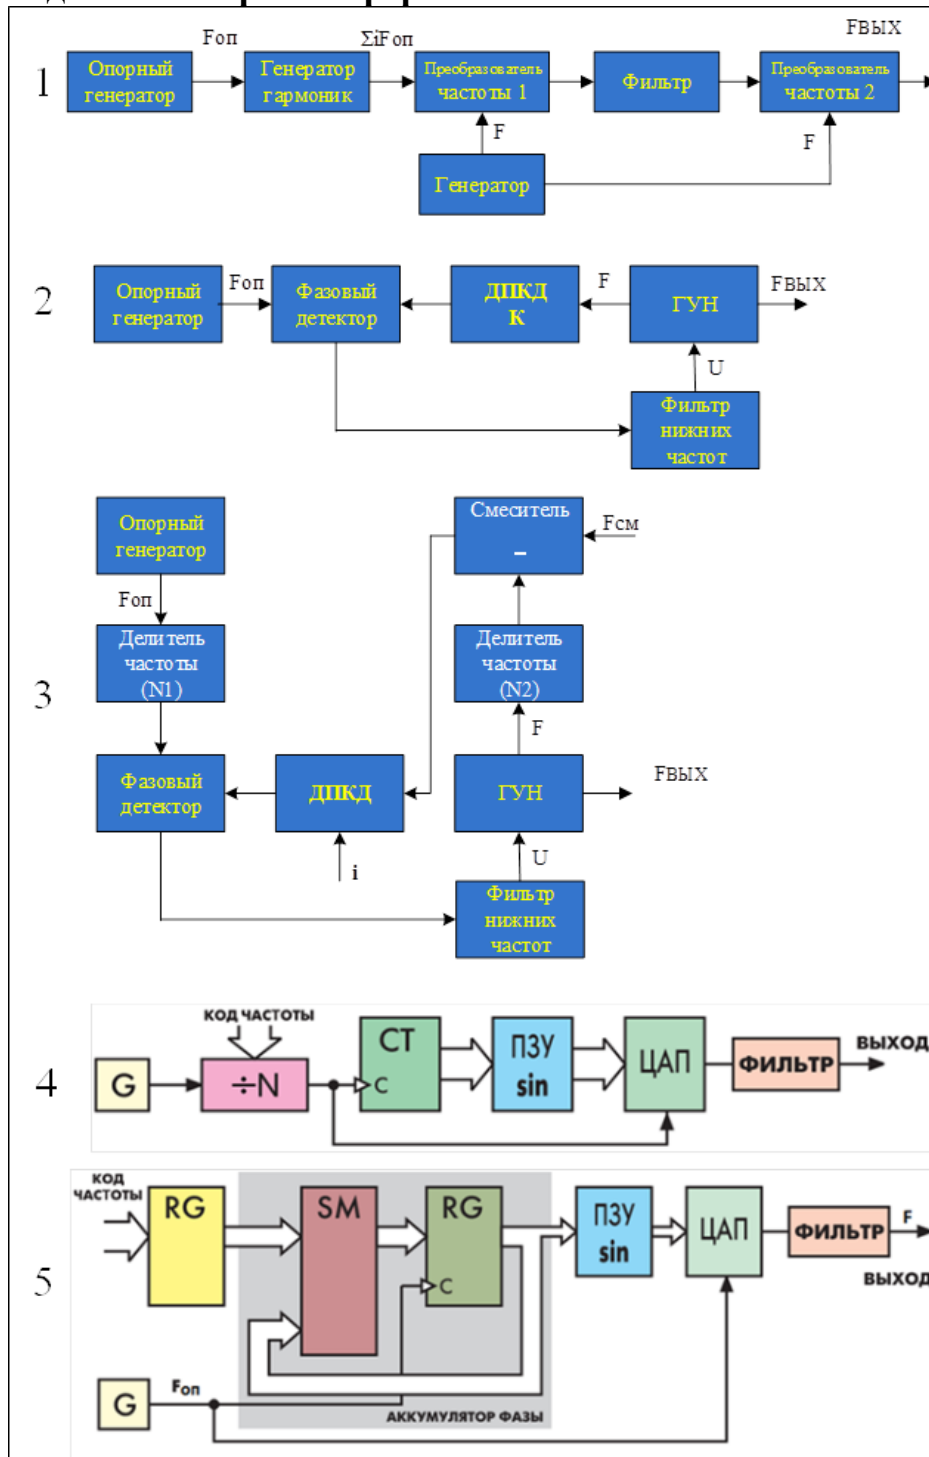 1
Fоп
ΣiFоп
FВЫХ
Опорный
генератор
Генератор
гармоник
Преобразователь
частоты 1
Фильтр
Преобразователь
частоты 2
F
F
Генератор
2
Опорный
генератор
Fоп
Фазовый
детектор
ДПКД
К
F
ГУН
FВЫХ
U
Фильтр
нижних
частот
3
Опорный
генератор
Смеситель
–
Fсм
Fоп
Делитель
частоты
(N1)
Делитель
частоты
(N2)
F
Фазовый
детектор
ДПКД
ГУН
FВЫХ
i
U
Фильтр
нижних
частот
4
КОД ЧАСТОТЫ
G
÷N
CT
C
ПЗУ
sin
ЦАП
ФИЛЬТР
ВЫХОД
5
КОД
ЧАСТОТЫ
RG
SM
RG
C
ПЗУ
sin
ЦАП
ФИЛЬТР
F
ВЫХОД
G
Fоп
АККУМУЛЯТОР ФАЗЫ